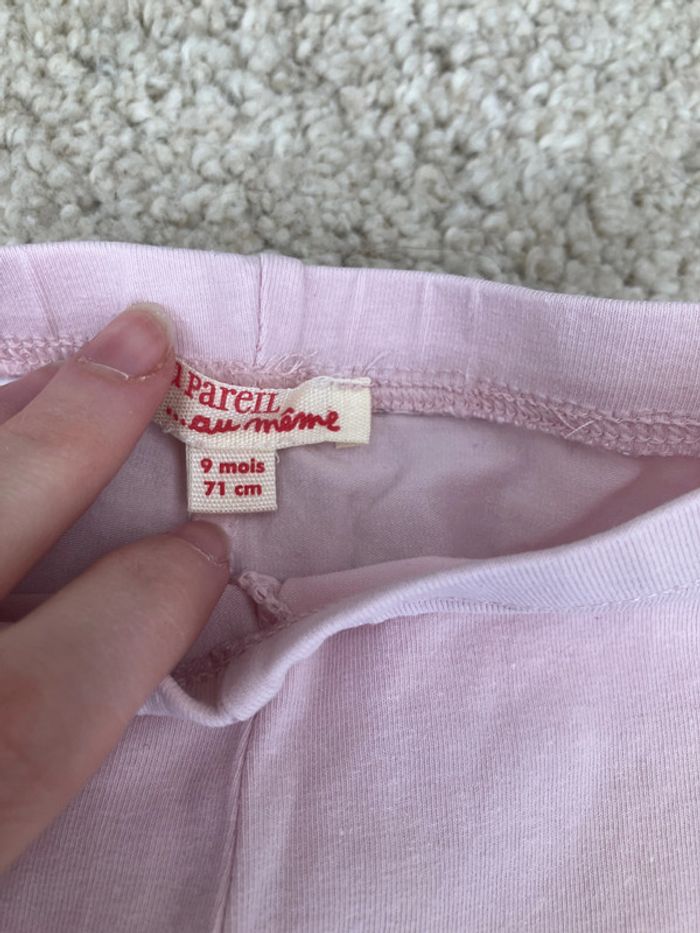 Pareil
...au même
9 mois
71 cm